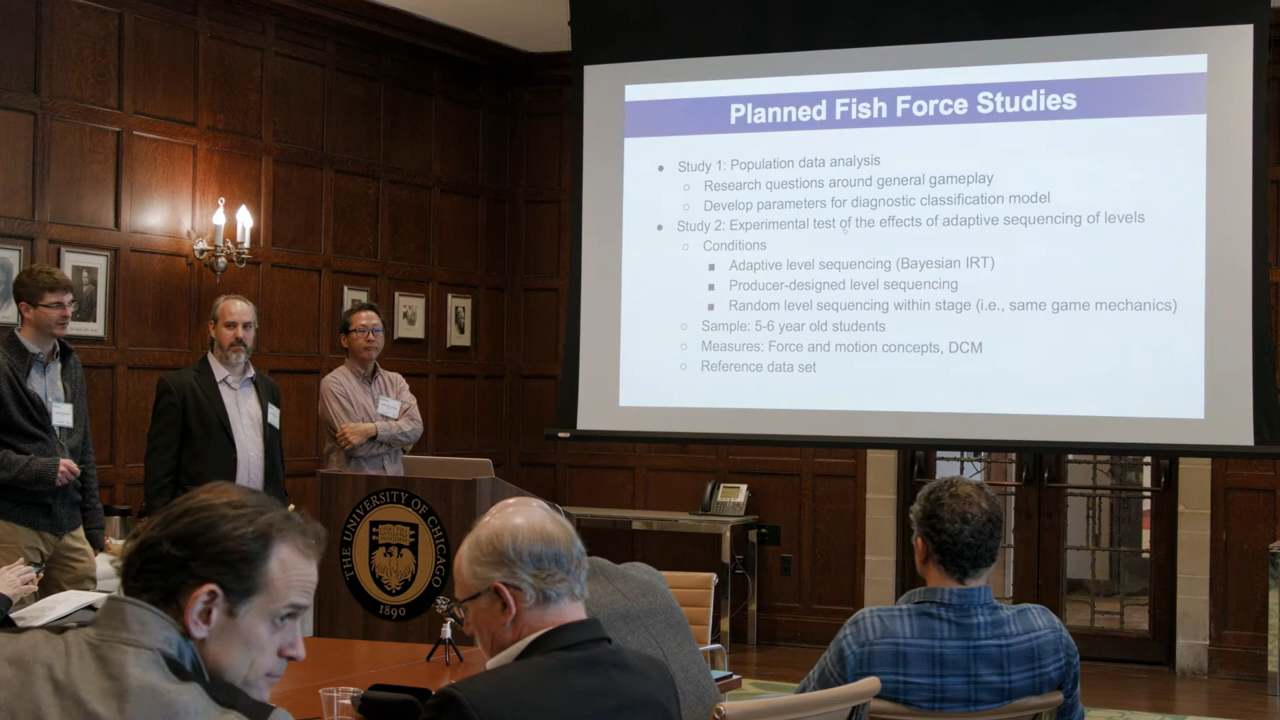 Planned Fish Force Studies
● Study 1: Population data analysis
○ Research questions around general gameplay
○ Develop parameters for diagnostic classification model
● Study 2: Experimental test of the effects of adaptive sequencing of levels
○ Conditions
■ Adaptive level sequencing (Bayesian IRT)
■ Producer-designed level sequencing
■ Random level sequencing within stage (i.e., same game mechanics)
○ Sample: 5-6 year old students
○ Measures: Force and motion concepts, DCM
○ Reference data set
THE UNIVERSITY OF CHICAGO
1890